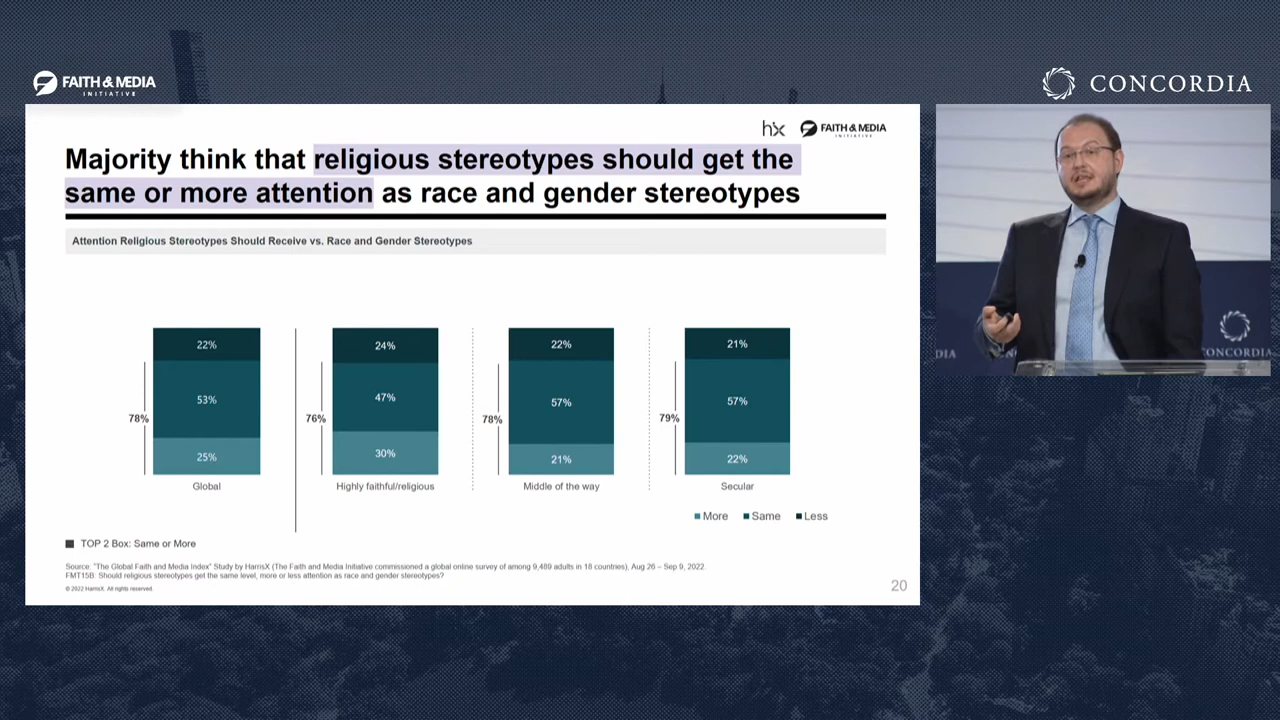 FAITH & MEDIA
INITIATIVE
CONCORDIA
hx FAITH & MEDIA
INITIATIVE
Majority think that religious stereotypes should get the
same or more attention as race and gender stereotypes
Attention Religious Stereotypes Should Receive vs. Race and Gender Stereotypes
22% 24% 22% 21%
53% 47% 57% 57%
78% 76% 78% 79%
25% 30% 21% 22%
Global Highly faithful/religious Middle of the way Secular
More Same Less
TOP 2 Box: Same or More
Source: "The Global Faith and Media Index" Study by HarrisX (The Faith and Media Initiative commissioned a global online survey of among 9,489 adults in 18 countries), Aug 26 – Sep 9, 2022.
FMT15B: Should religious stereotypes get the same level, more or less attention as race and gender stereotypes?
© 2022 HarrisX. All rights reserved.
20
DIA
CONCORDIA